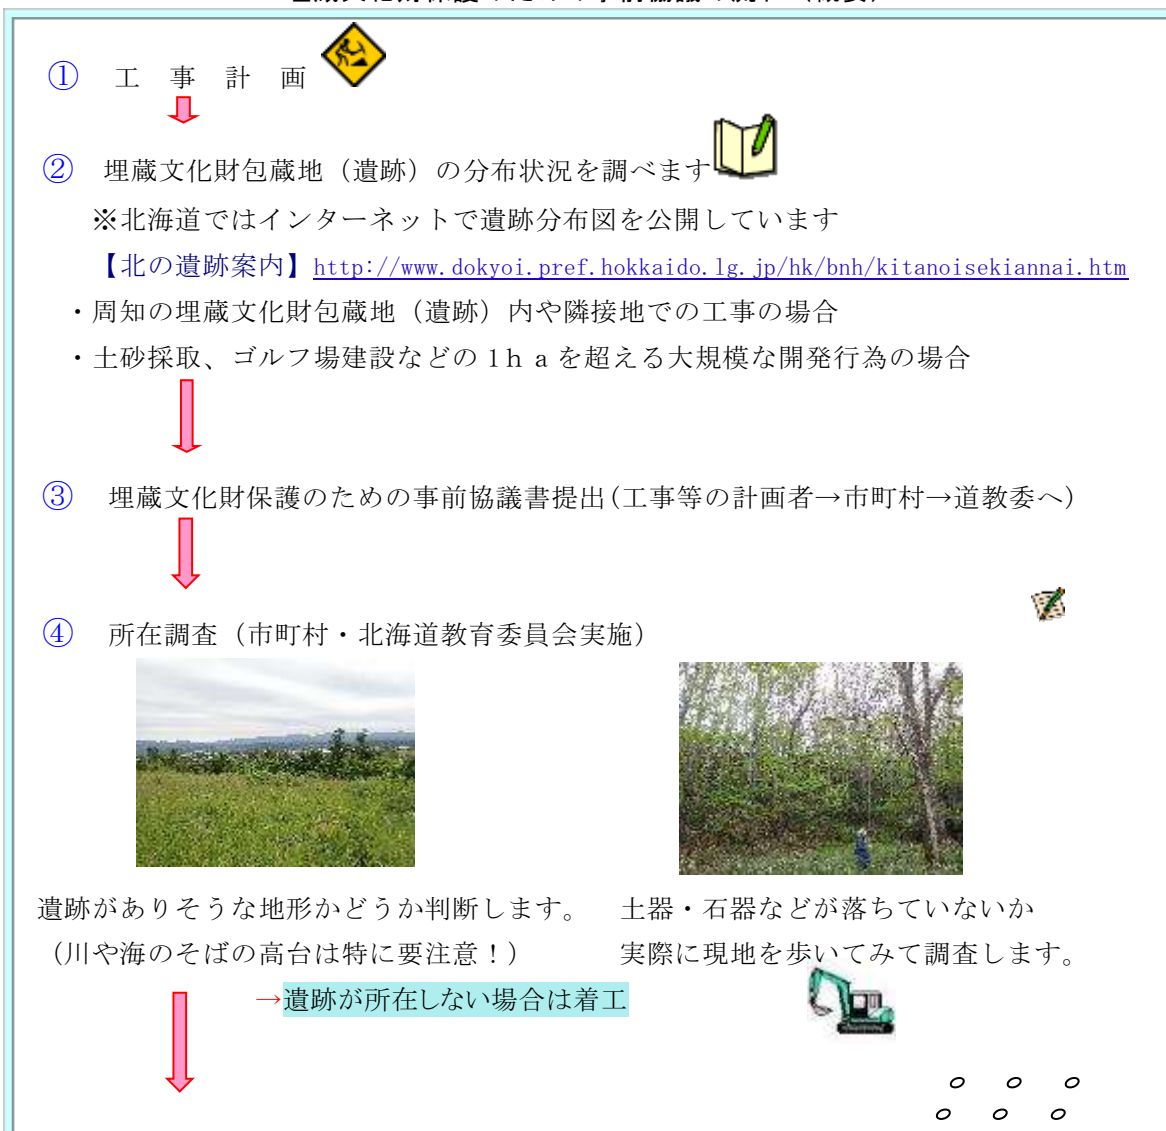 ① 工 事 計 画
② 埋蔵文化財包蔵地（遺跡）の分布状況を調べます
※北海道ではインターネットで遺跡分布図を公開しています
【北の遺跡案内】http://www.dokyoi.pref.hokkaido.lg.jp/hk/bnh/kitanoisekiannai.htm
・周知の埋蔵文化財包蔵地（遺跡）内や隣接地での工事の場合
・土砂採取、ゴルフ場建設などの１ｈａを超える大規模な開発行為の場合
③ 埋蔵文化財保護のための事前協議書提出(工事等の計画者→市町村→道教委へ)
④ 所在調査（市町村・北海道教育委員会実施）
遺跡がありそうな地形かどうか判断します。 土器・石器などが落ちていないか
（川や海のそばの高台は特に要注意！） 実際に現地を歩いてみて調査します。
→遺跡が所在しない場合は着工